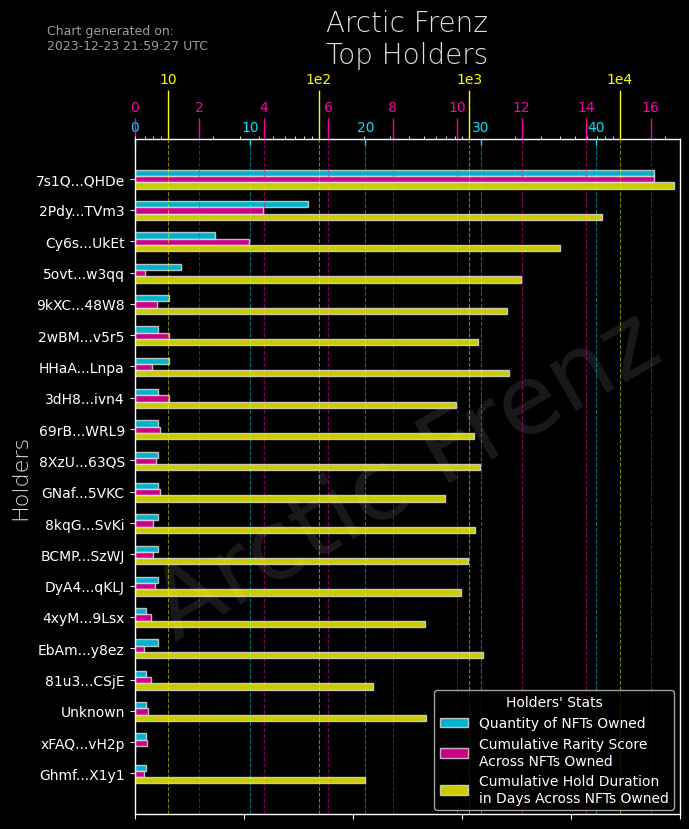 Chart generated on:
2023-12-23 21:59:27 UTC
Arctic Frenz
Top Holders
10 1e2 1e3 1e4
0 2 4 6 8 10 12 14 16
0 10 20 30 40
7s1Q...QHDe
2Pdy...TVm3
Cy6s...UkEt
5ovt...w3qq
9kXC...48W8
2wBM...v5r5
HHaA...Lnpa
3dH8...ivn4
69rB...WRL9
8XzU...63QS
GNaf...5VKC
8kqG...SvKi
BCMP...SzWJ
DyA4...qKLJ
4xyM...9Lsx
EbAm...y8ez
81u3...CSjE
Unknown
xFAQ...vH2p
Ghmf...X1y1
Holders
Arctic Frenz
Holders' Stats
Quantity of NFTs Owned
Cumulative Rarity Score
Across NFTs Owned
Cumulative Hold Duration
in Days Across NFTs Owned